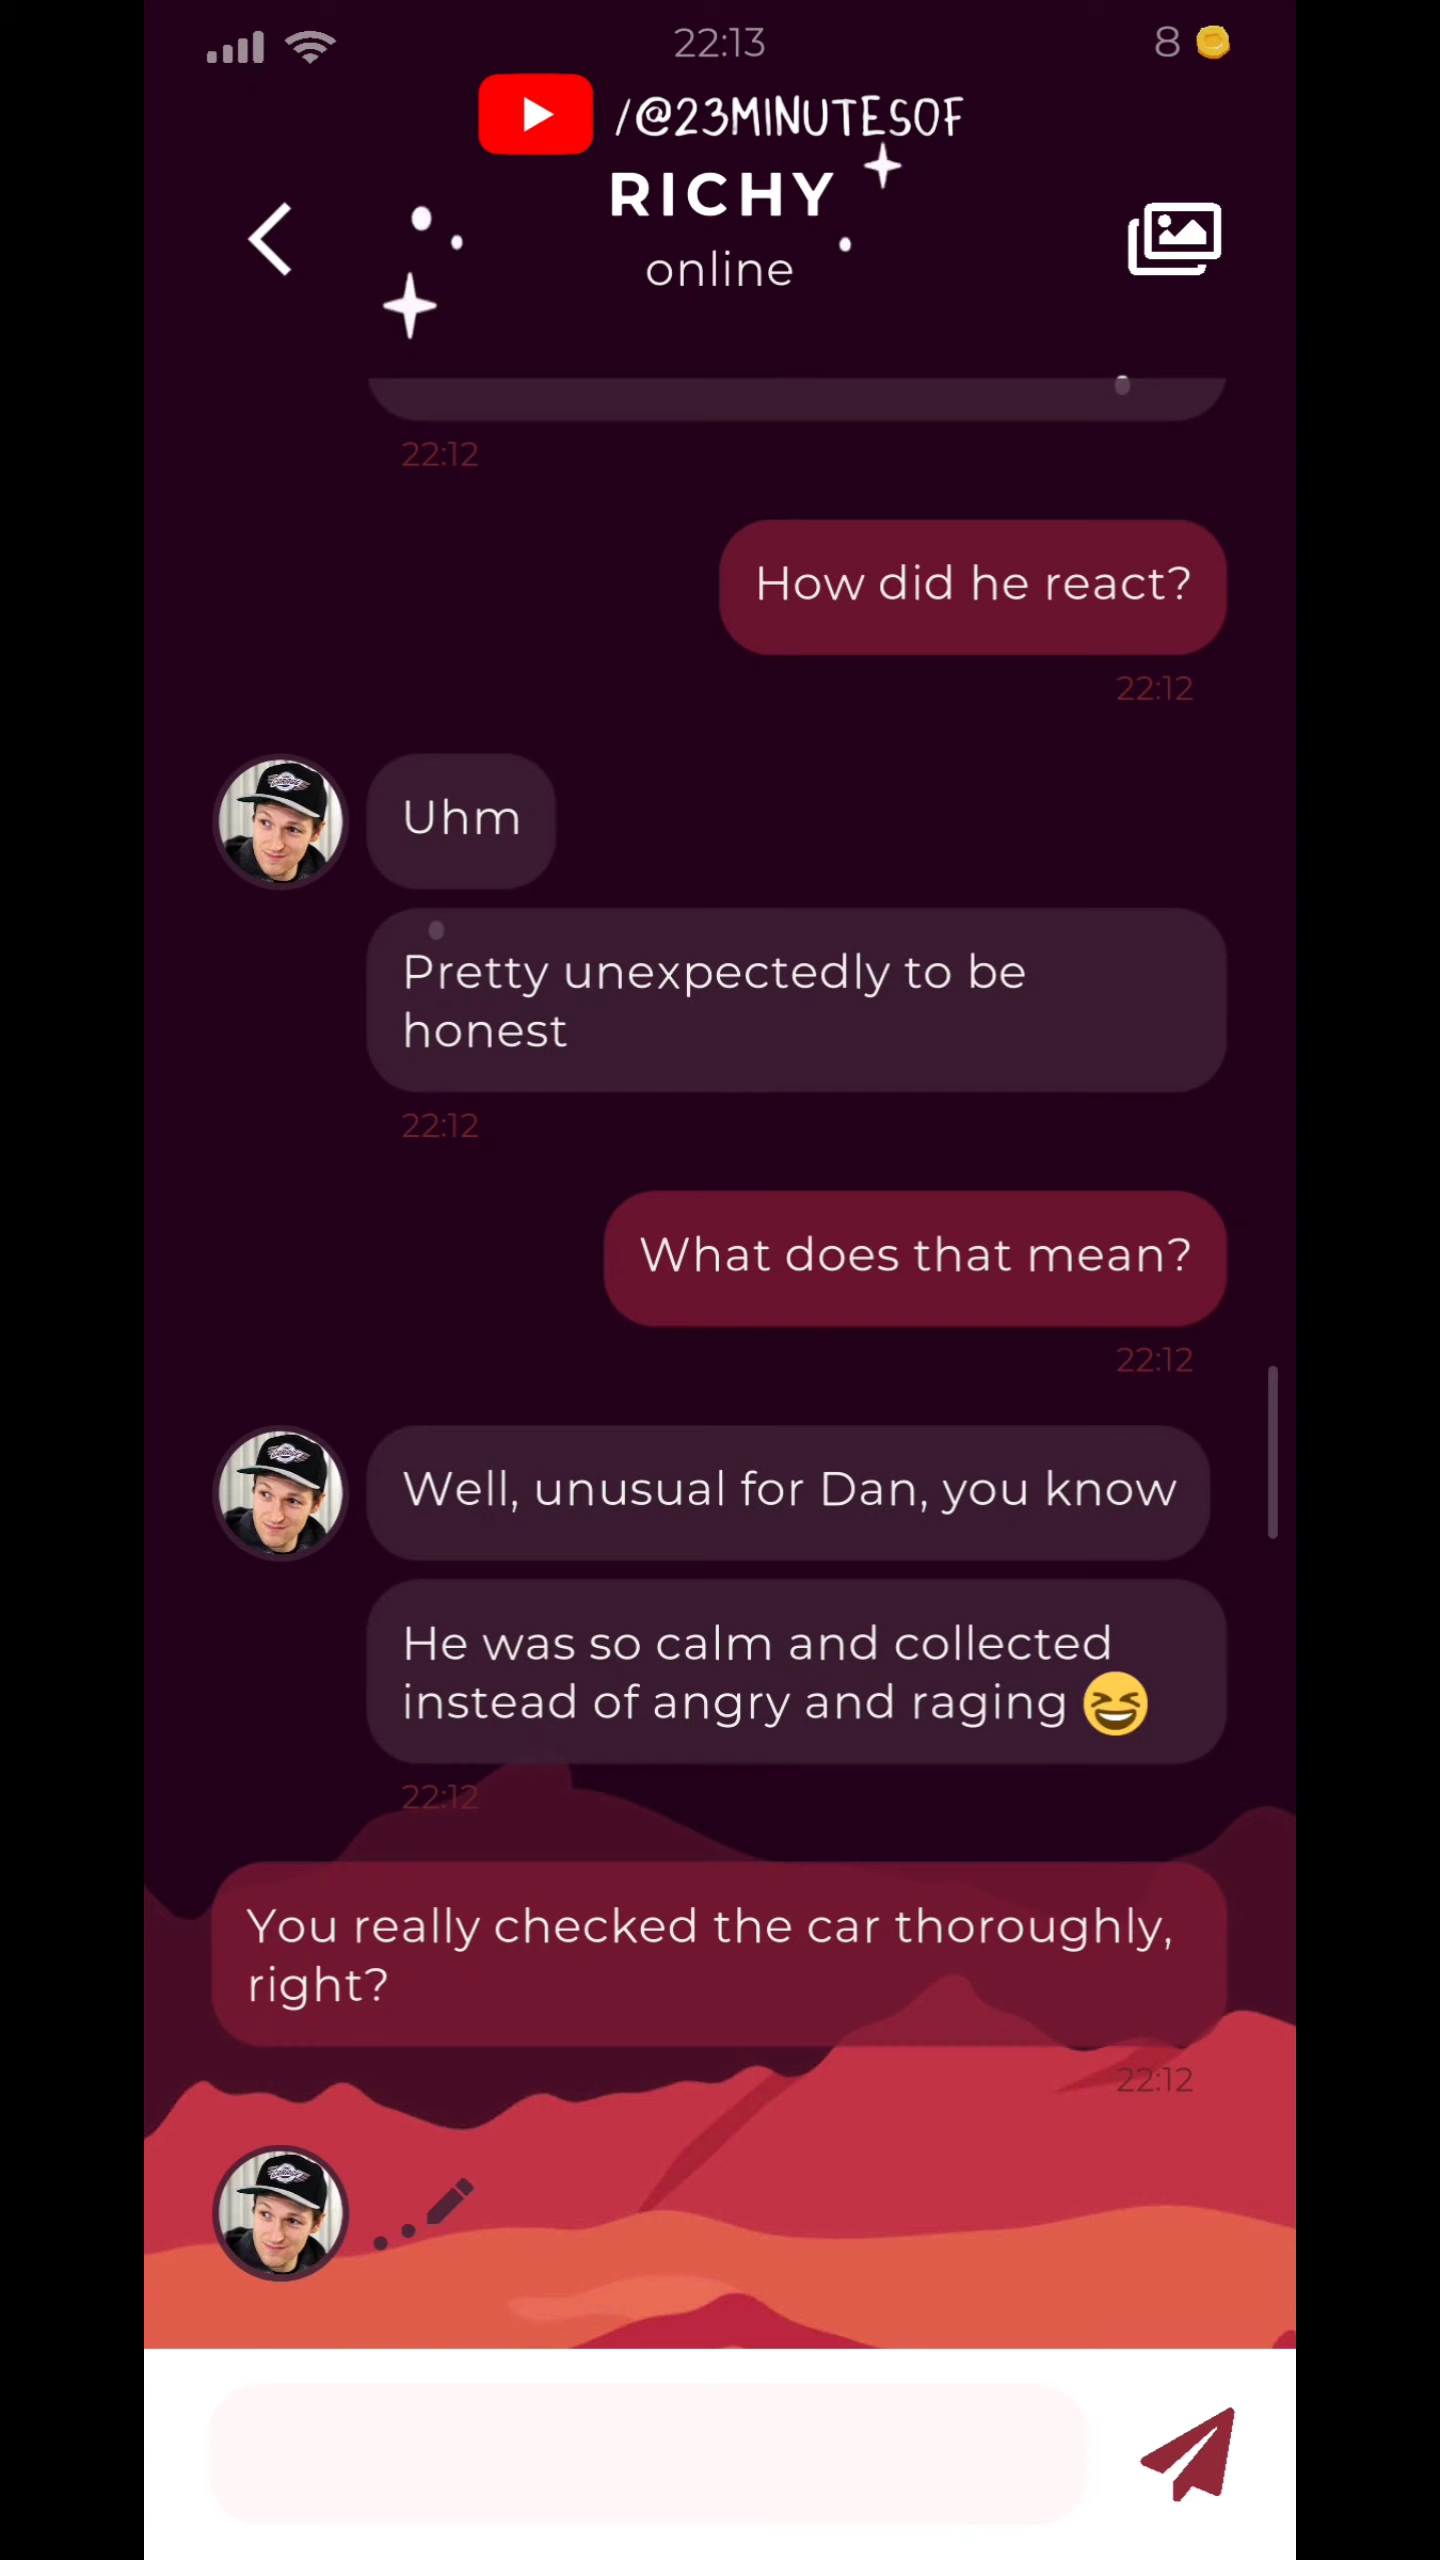 22:13
8
/@23MINUTESOF
RICHY
online
22:12
How did he react?
22:12
Uhm
Pretty unexpectedly to be
honest
22:12
What does that mean?
22:12
Well, unusual for Dan, you know
He was so calm and collected
instead of angry and raging 😆
22:12
You really checked the car thoroughly,
right?
22:12